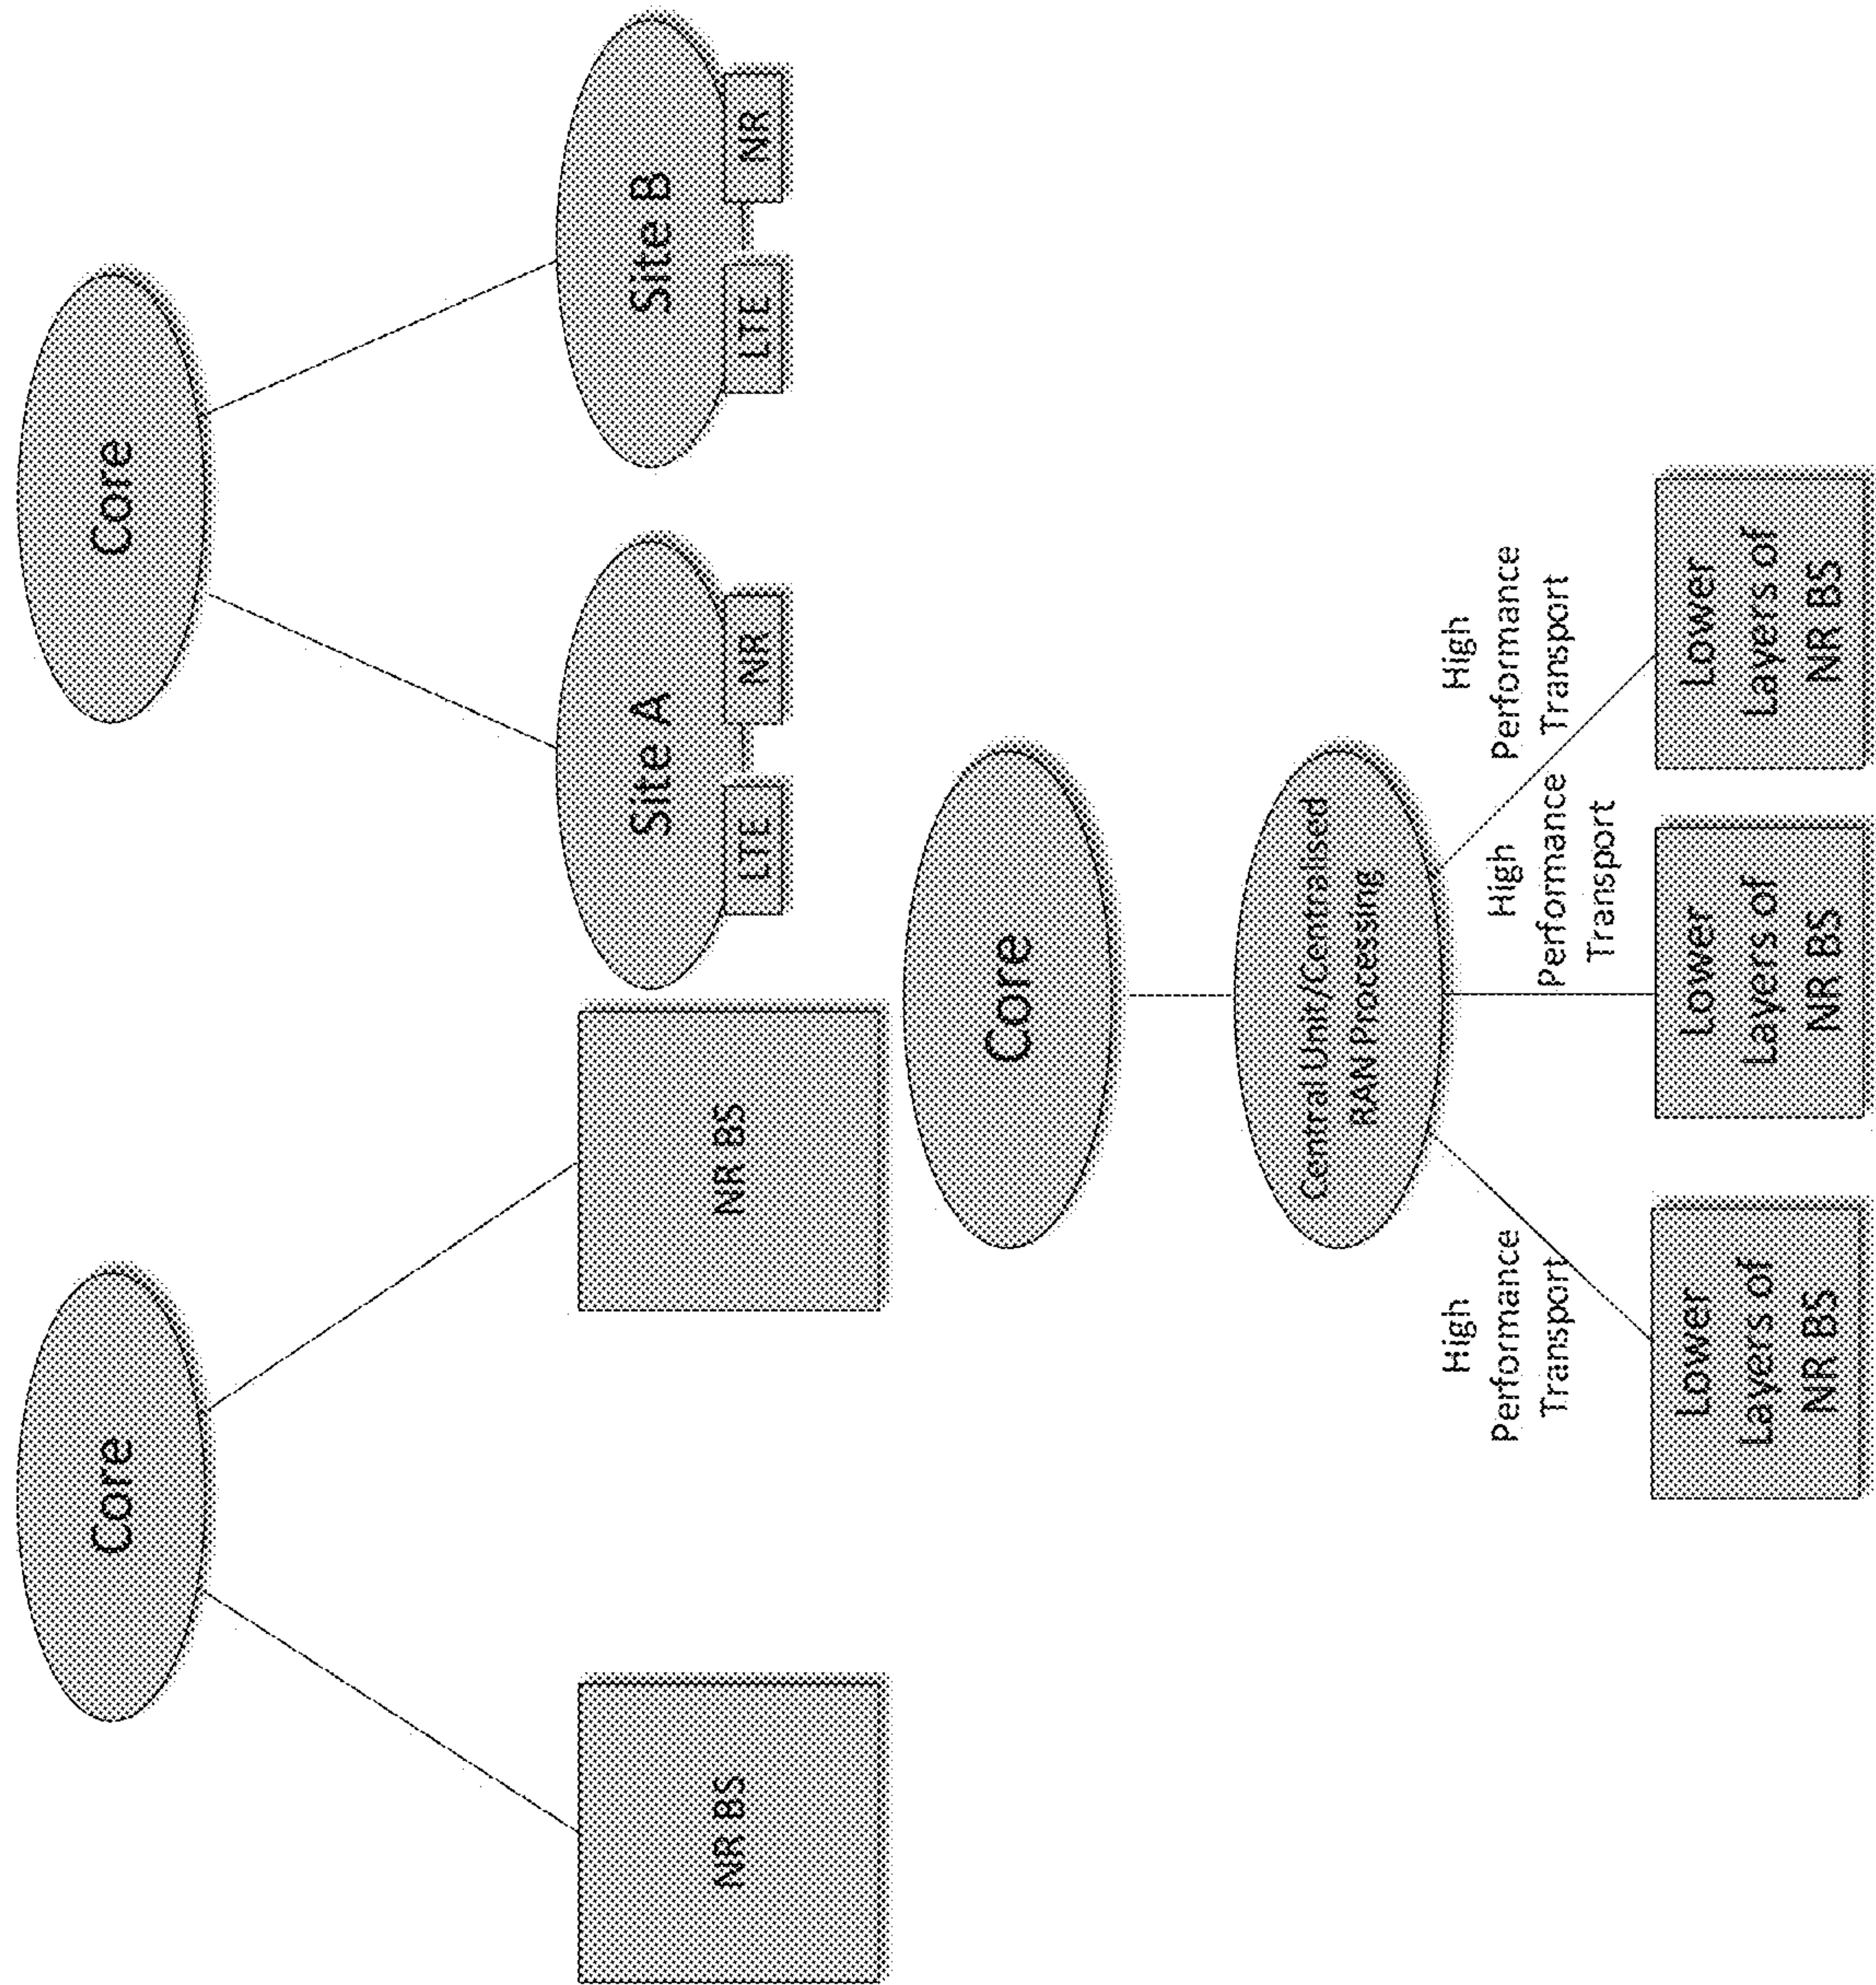 Core
Core
NR BS
NR BS
Site A
LTE
NR
Site B
LTE
NR
Core
Central Unit/Centralised
RAN Processing
High
Performance
Transport
High
Performance
Transport
High
Performance
Transport
Lower
Layers of
NR BS
Lower
Layers of
NR BS
Lower
Layers of
NR BS